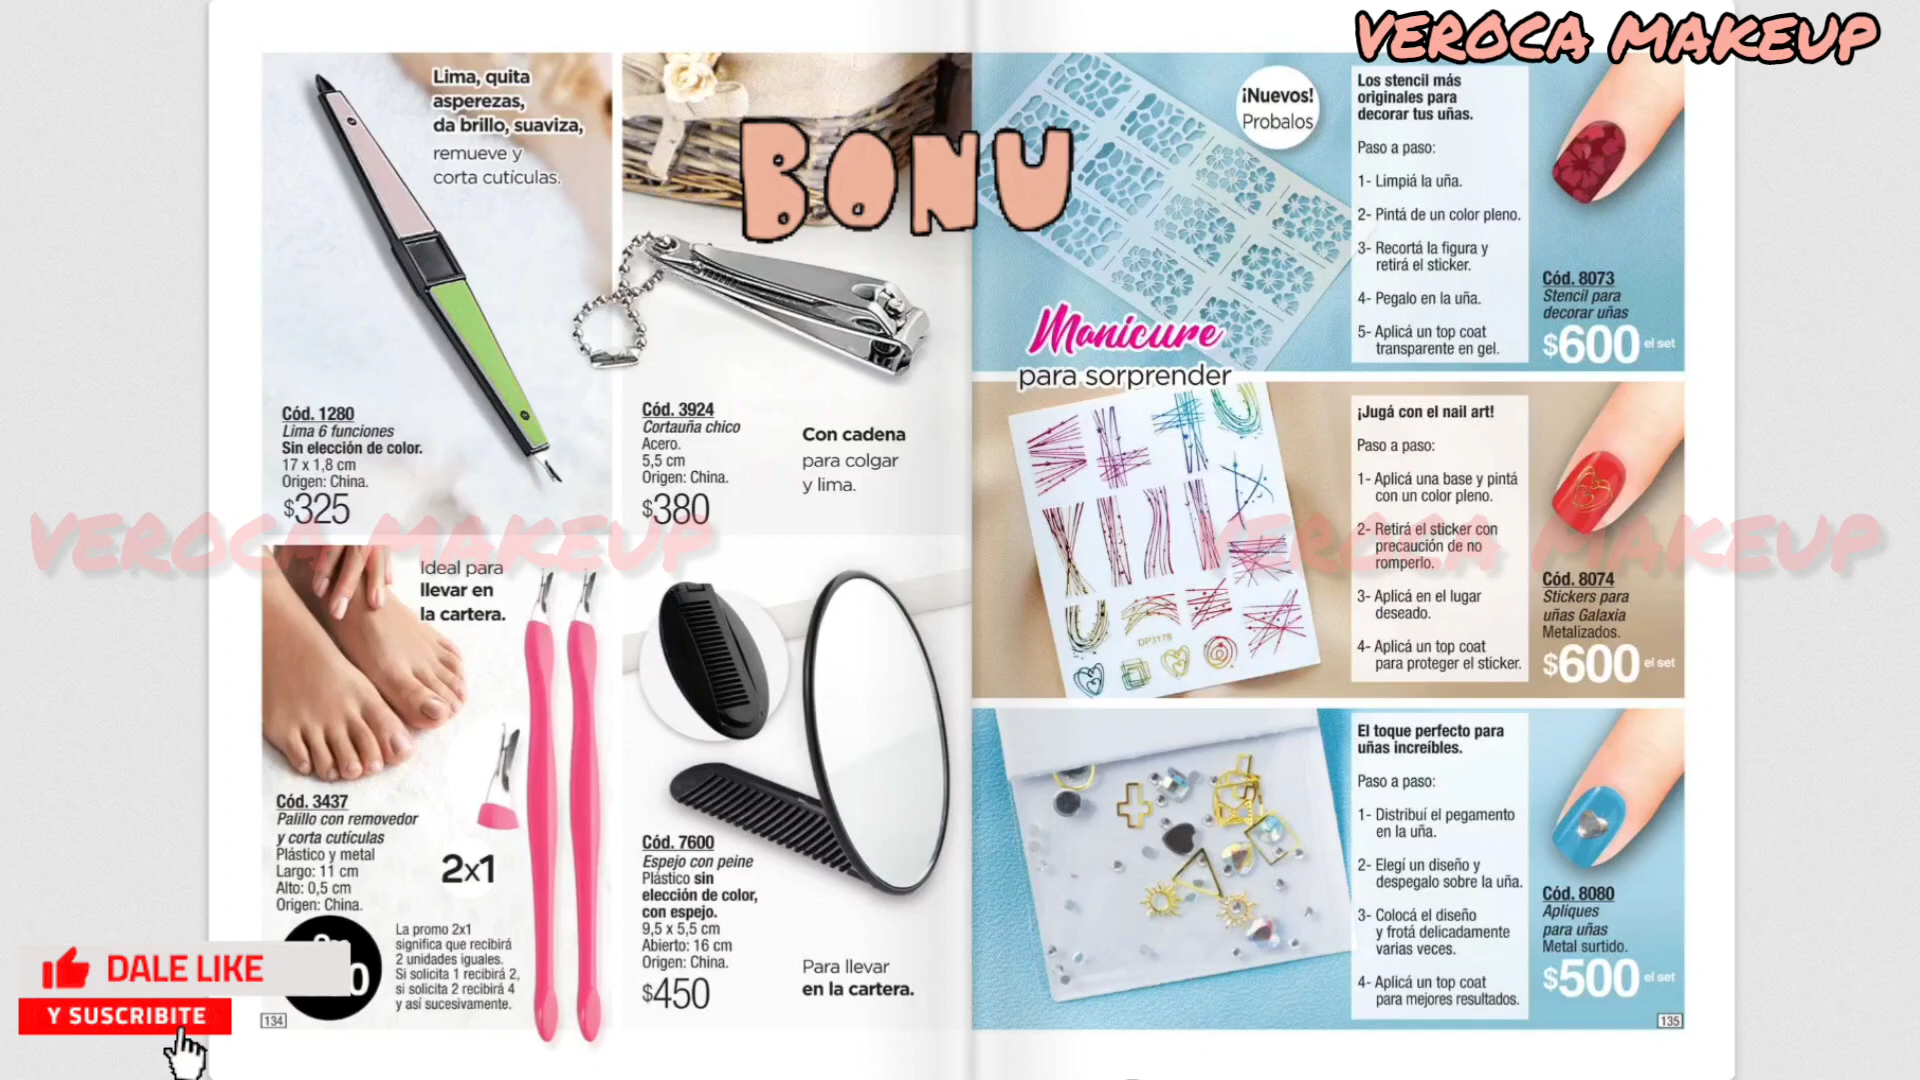 VEROCA MAKEUP
BONU
Lima, quita
asperezas,
da brillo, suaviza,
remueve y
corta cutículas.
Cód. 1280
Lima 6 funciones
Sin elección de color.
17 x 1,8 cm
Origen: China.
$325
Cód. 3924
Cortauña chico
Acero.
5,5 cm
Origen: China.
$380
Con cadena
para colgar
y lima.
VEROCA MAKEUP
Ideal para
llevar en
la cartera.
Cód. 3437
Palillo con removedor
y corta cutículas
Plástico y metal
Largo: 11 cm
Alto: 0,5 cm
Origen: China.
2x1
La promo 2x1
significa que recibirá
2 unidades iguales.
Si solicita 1 recibirá 2,
si solicita 2 recibirá 4
y así sucesivamente.
DALE LIKE
Y SUSCRIBITE
134
Cód. 7600
Espejo con peine
Plástico sin
elección de color,
con espejo.
9,5 x 5,5 cm
Abierto: 16 cm
Origen: China.
$450
Para llevar
en la cartera.
¡Nuevos!
Probalos
Manicure
para sorprender
Los stencil más
originales para
decorar tus uñas.
Paso a paso:
1- Limpiá la uña.
2- Pintá de un color pleno.
3- Recortá la figura y
retirá el sticker.
4- Pegalo en la uña.
5- Aplicá un top coat
transparente en gel.
Cód. 8073
Stencil para
decorar uñas
$600 el set
DP3178
¡Jugá con el nail art!
Paso a paso:
1- Aplicá una base y pintá
con un color pleno.
2- Retirá el sticker con
precaución de no
romperlo.
3- Aplicá en el lugar
deseado.
4- Aplicá un top coat
para proteger el sticker.
VEROCA MAKEUP
Cód. 8074
Stickers para
uñas Galaxia
Metalizados.
$600 el set
El toque perfecto para
uñas increíbles.
Paso a paso:
1- Distribuí el pegamento
en la uña.
2- Elegí un diseño y
despegalo sobre la uña.
3- Colocá el diseño
y frotá delicadamente
varias veces.
4- Aplicá un top coat
para mejores resultados.
Cód. 8080
Apliques
para uñas
Metal surtido.
$500 el set
135